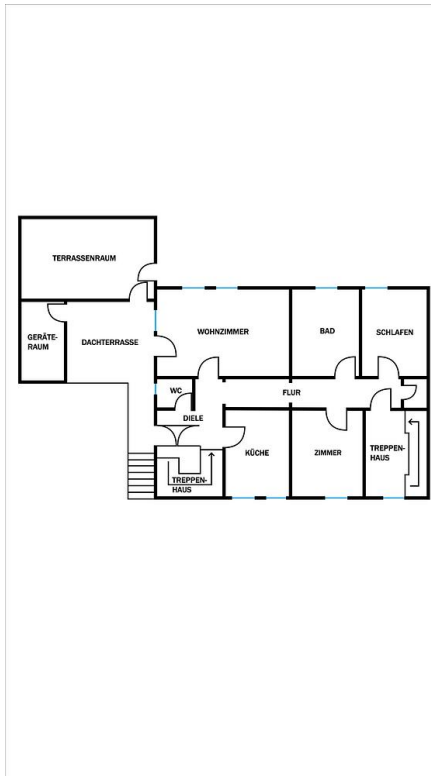 TERRASSENRAUM
GERÄTE-
RAUM
DACHTERRASSE
WOHNZIMMER
BAD
SCHLAFEN
WC
FLUR
DIELE
KÜCHE
ZIMMER
TREPPEN-
HAUS
TREPPEN-
HAUS